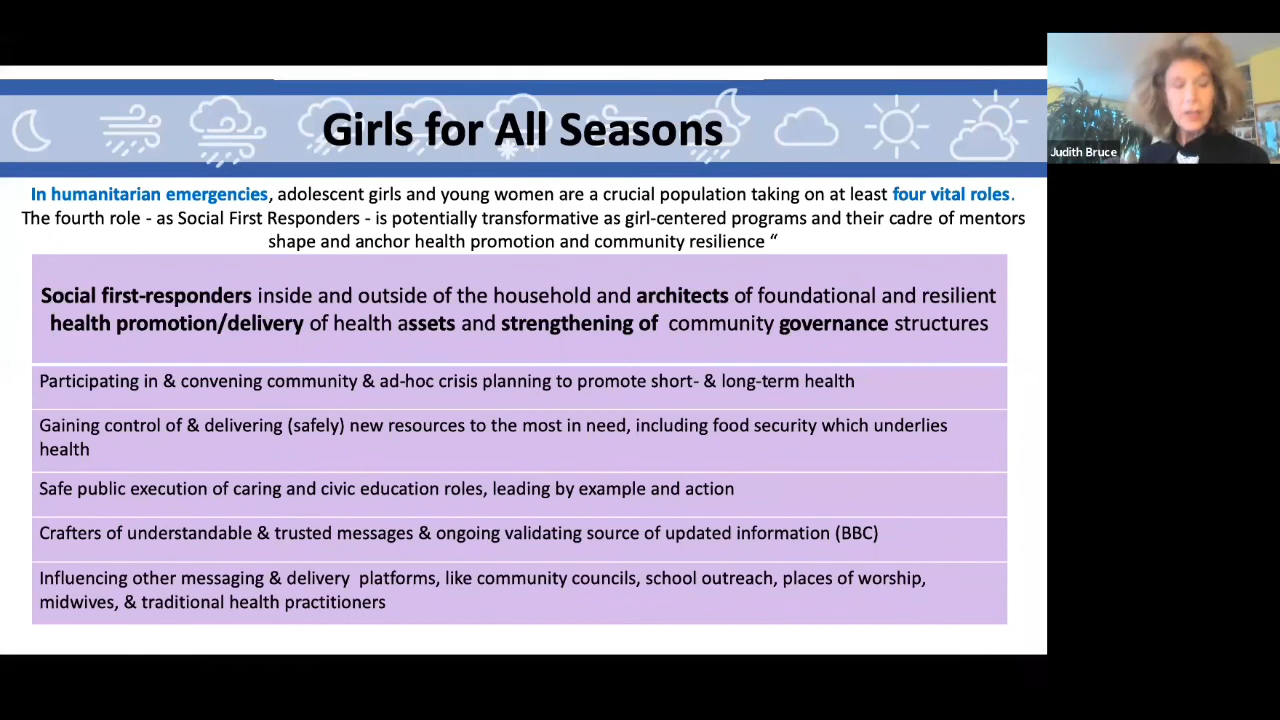 Girls for All Seasons
In humanitarian emergencies, adolescent girls and young women are a crucial population taking on at least four vital roles.
The fourth role - as Social First Responders - is potentially transformative as girl-centered programs and their cadre of mentors
shape and anchor health promotion and community resilience “
Social first-responders inside and outside of the household and architects of foundational and resilient
health promotion/delivery of health assets and strengthening of community governance structures
Participating in & convening community & ad-hoc crisis planning to promote short- & long-term health
Gaining control of & delivering (safely) new resources to the most in need, including food security which underlies
health
Safe public execution of caring and civic education roles, leading by example and action
Crafters of understandable & trusted messages & ongoing validating source of updated information (BBC)
Influencing other messaging & delivery platforms, like community councils, school outreach, places of worship,
midwives, & traditional health practitioners
Judith Bruce